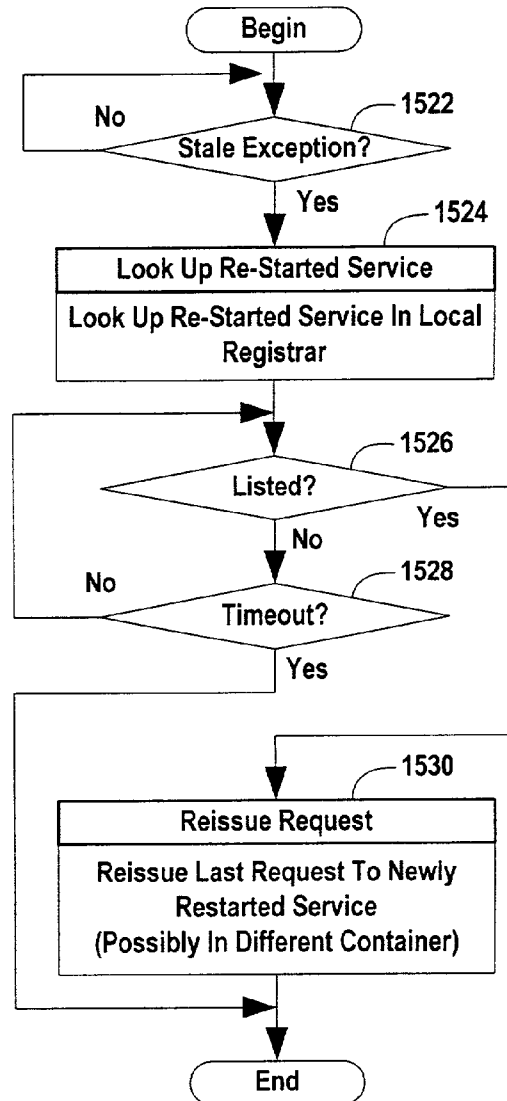 Begin
1522
No
Stale Exception?
Yes
1524
Look Up Re-Started Service
Look Up Re-Started Service In Local
Registrar
1526
Listed?
Yes
No
1528
No
Timeout?
Yes
1530
Reissue Request
Reissue Last Request To Newly
Restarted Service
(Possibly In Different Container)
End